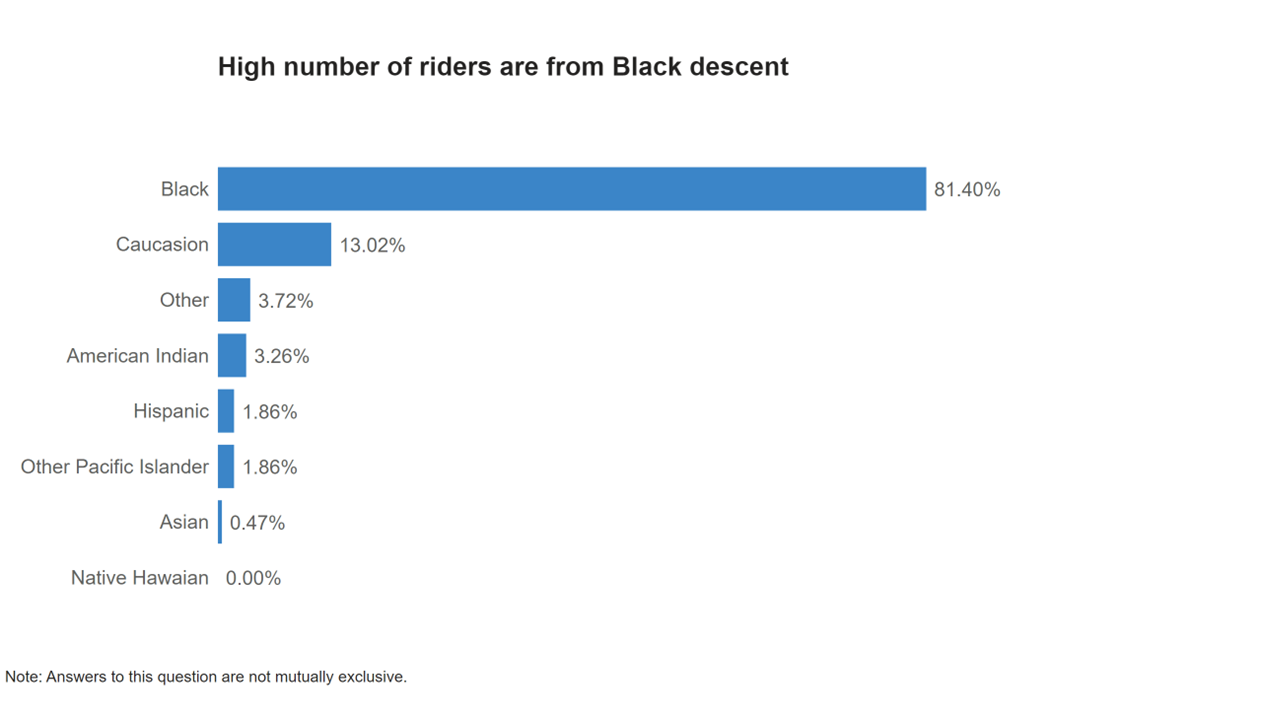 High number of riders are from Black descent
Black 81.40%
Caucasion 13.02%
Other 3.72%
American Indian 3.26%
Hispanic 1.86%
Other Pacific Islander 1.86%
Asian 0.47%
Native Hawaian 0.00%
Note: Answers to this question are not mutually exclusive.